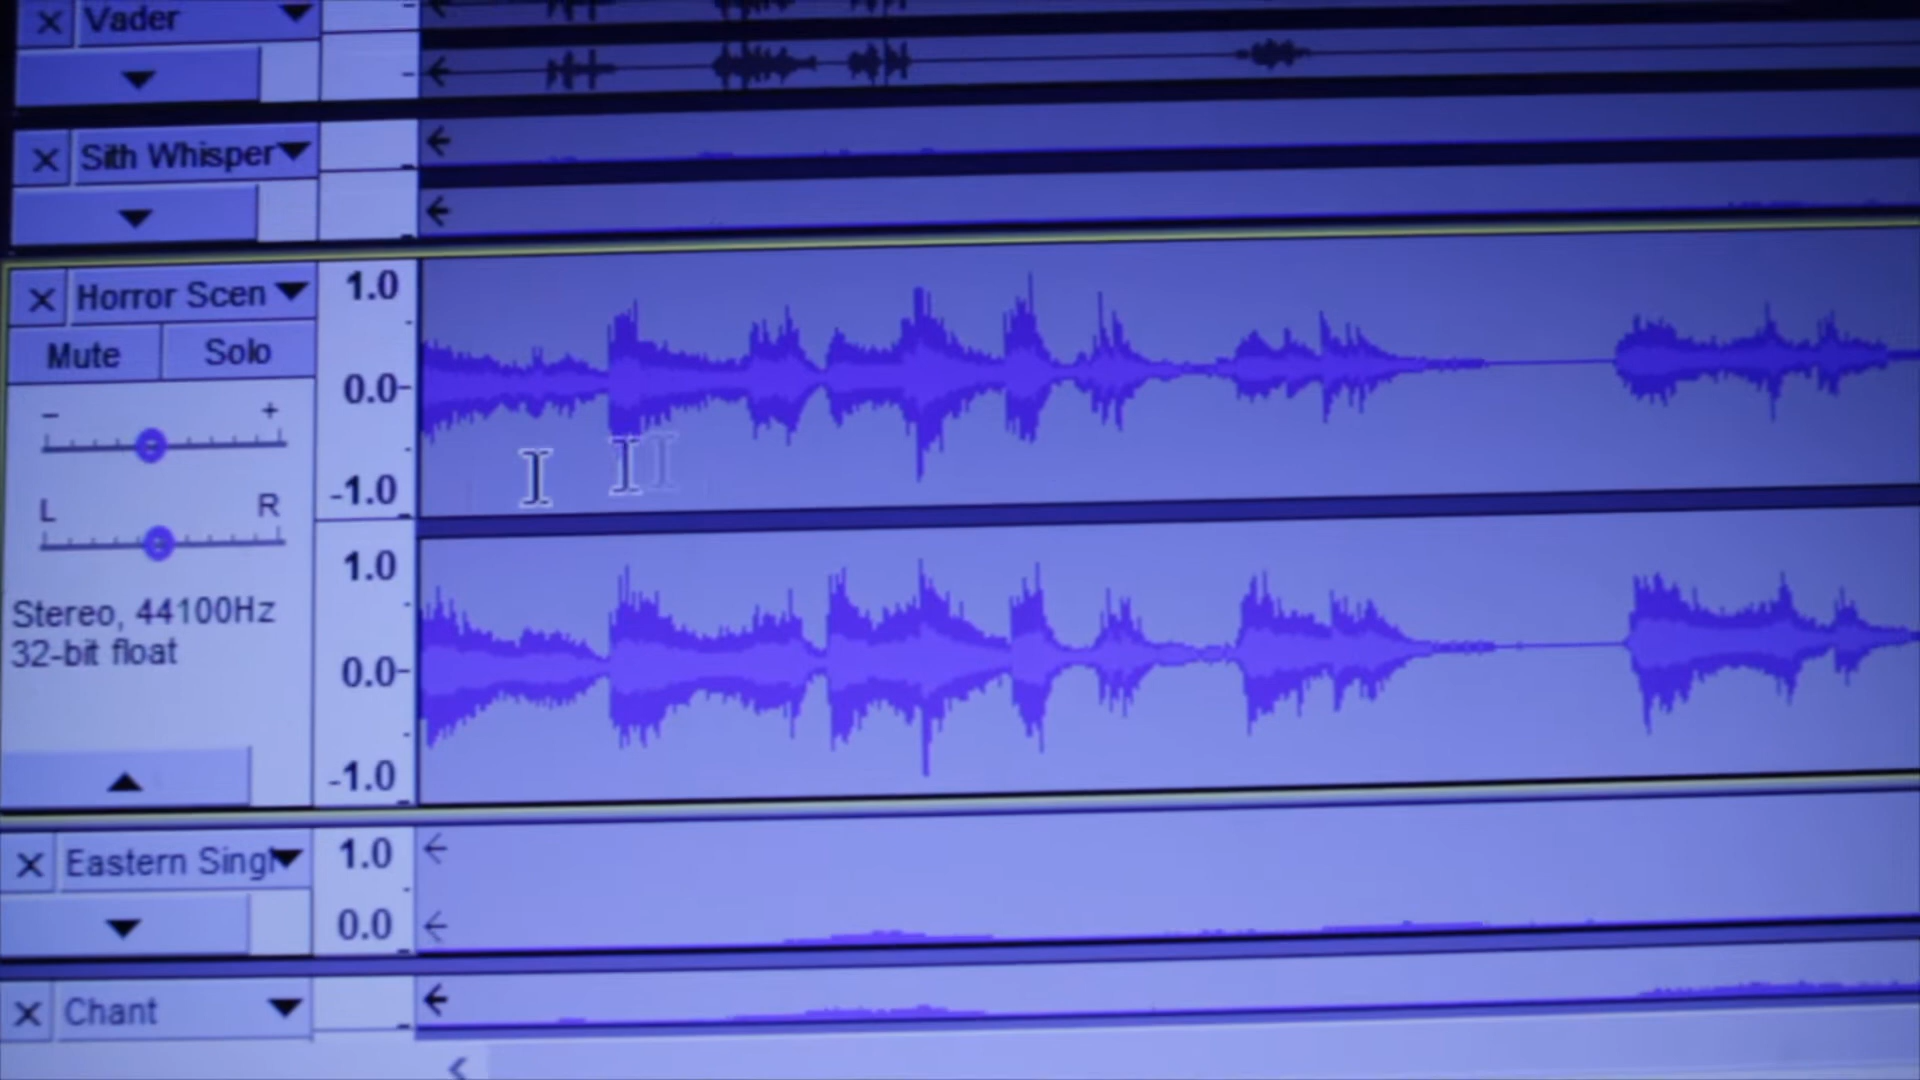 Vader
Sith Whisper
Horror Scen
Mute Solo
- +
L R
Stereo, 44100Hz
32-bit float
1.0
0.0
-1.0
1.0
0.0
-1.0
Eastern Sing
1.0
0.0
Chant